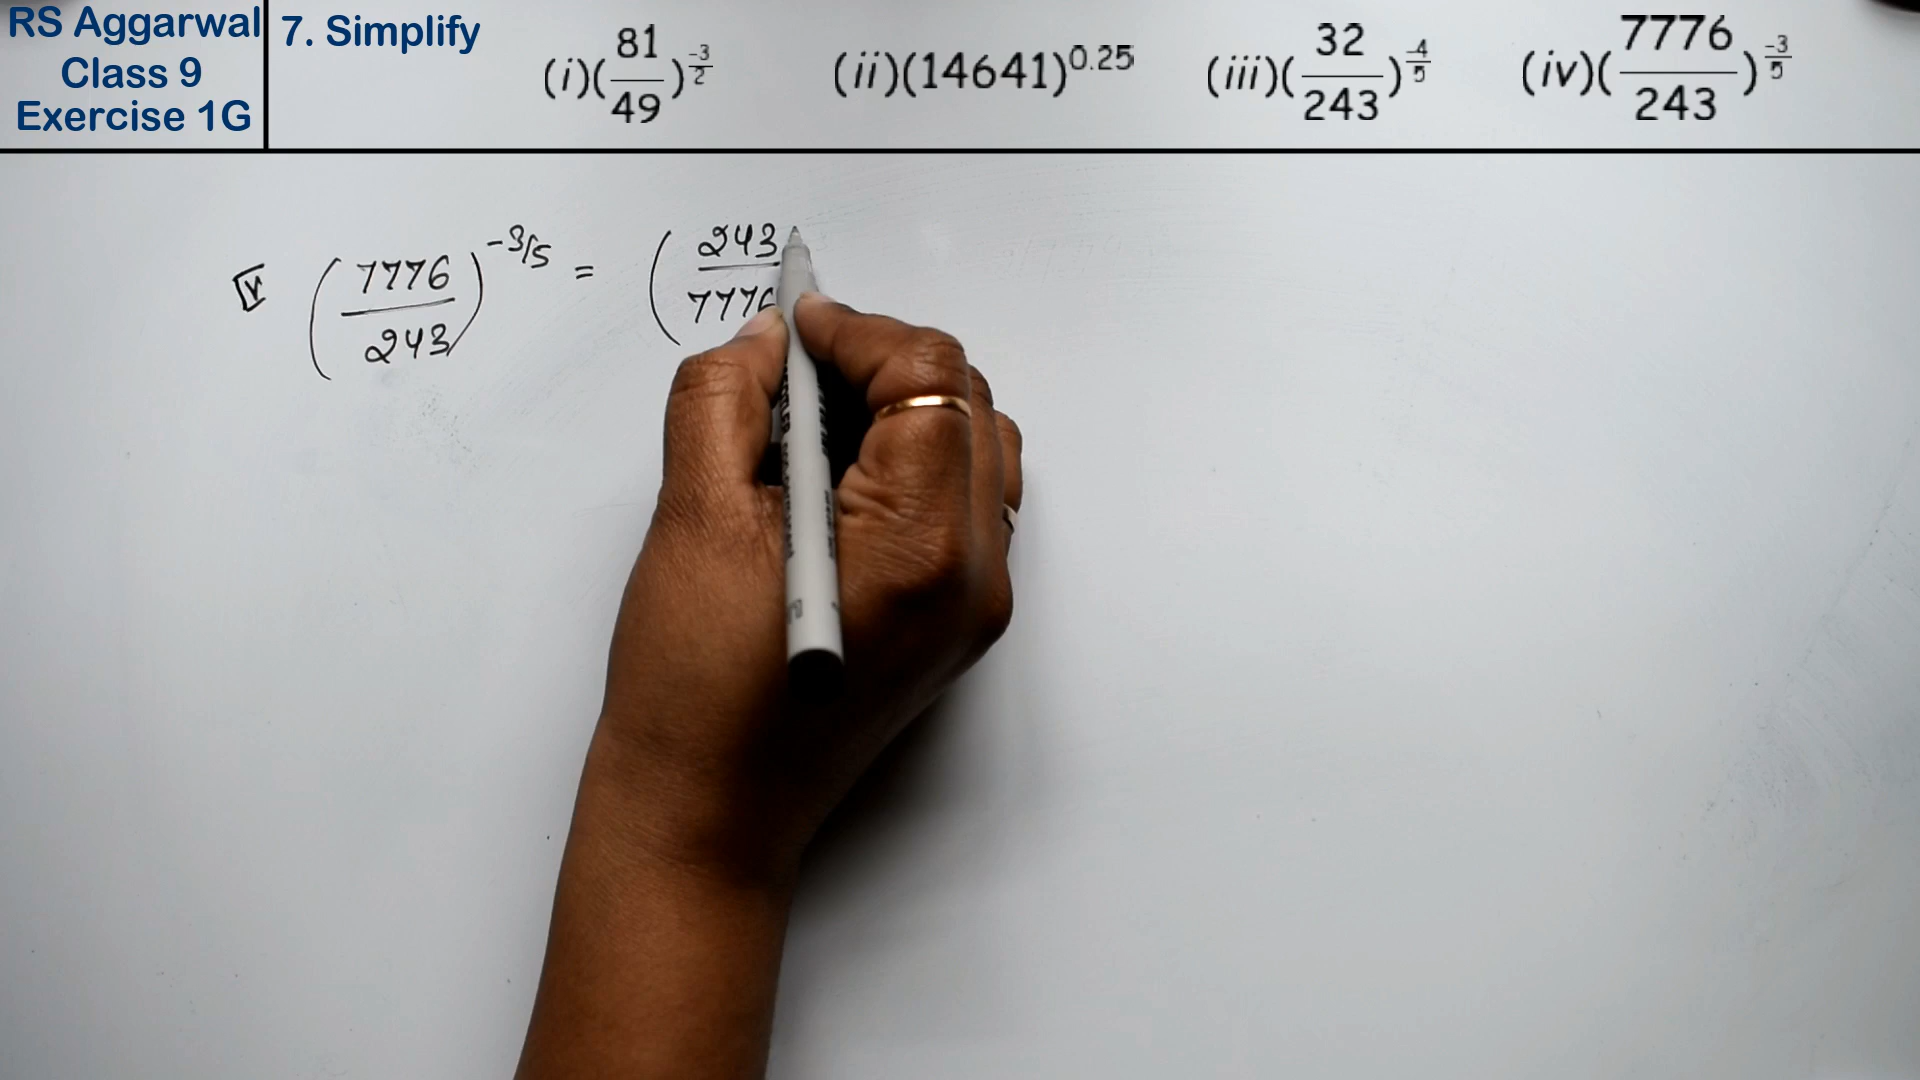 RS Aggarwal
Class 9
Exercise 1G
7. Simplify
(i)(81/49)^(-3/2) (ii)(14641)^0.25 (iii)(32/243)^(-4/5) (iv)(7776/243)^(-3/5)
(7776/243)^-3/5 = (243/7776